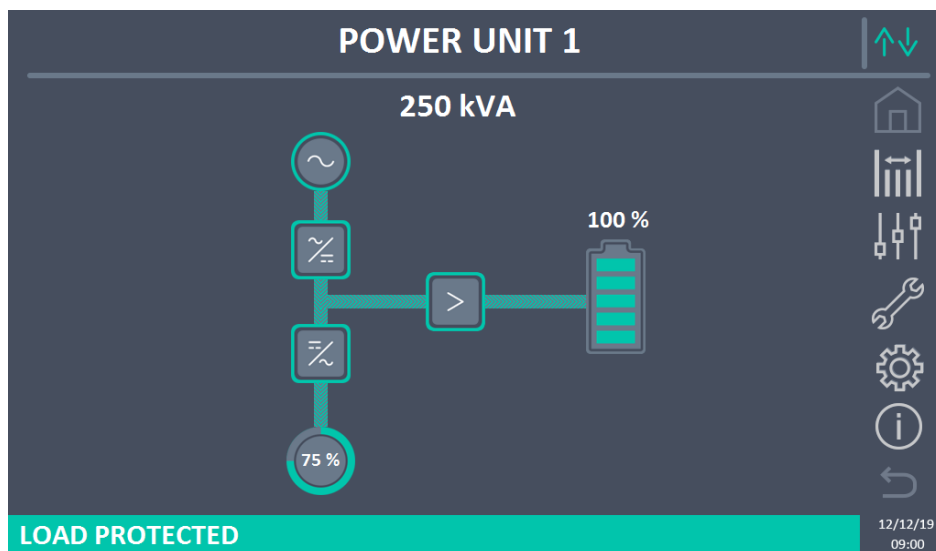 POWER UNIT 1
250 kVA
100 %
75 %
LOAD PROTECTED
12/12/19
09:00